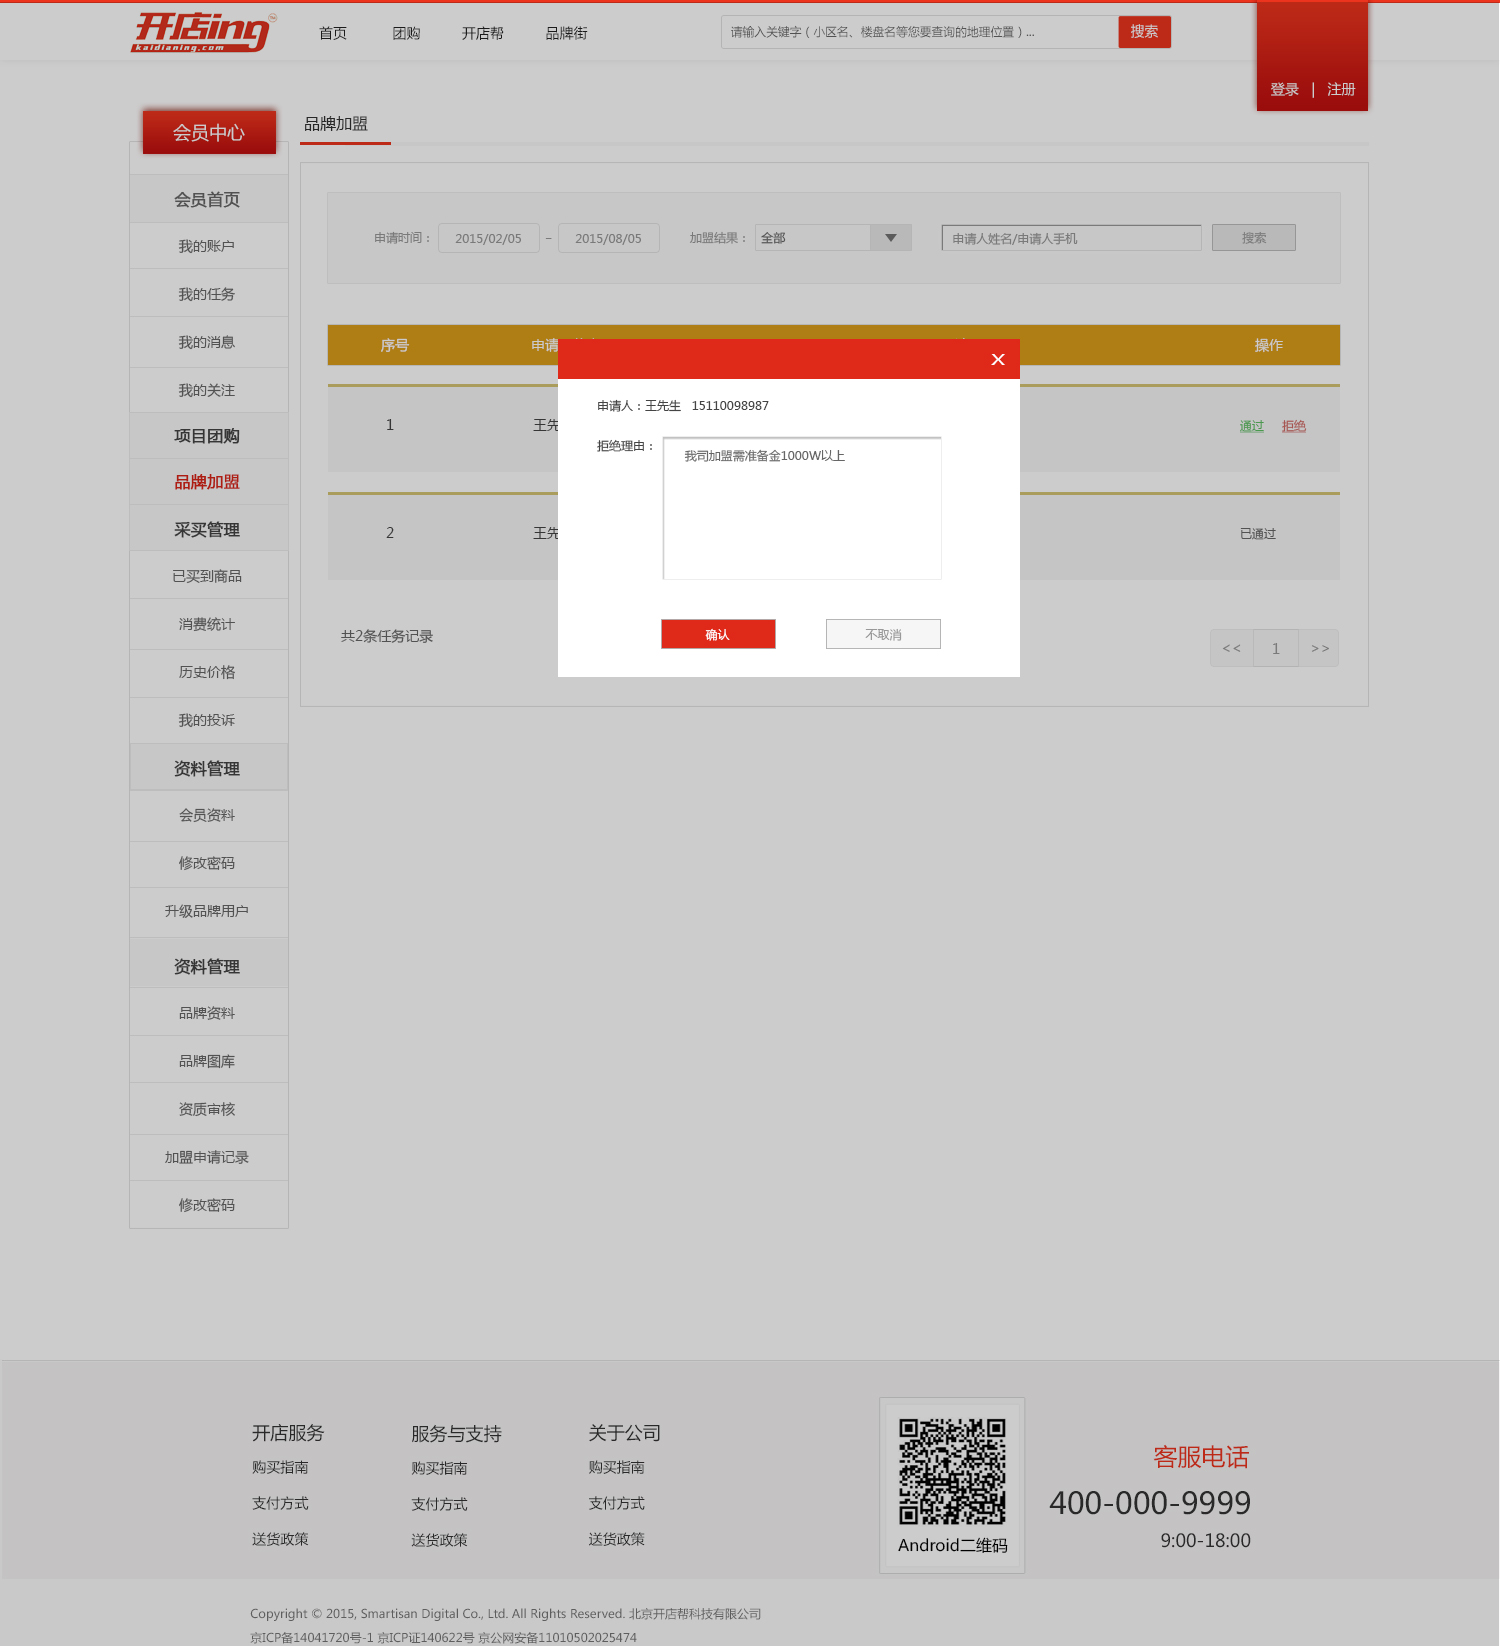 开店ing
kaidianing.com
首页 团购 开店帮 品牌街
请输入关键字（小区名、楼盘名等您要查询的地理位置）...
搜索
登录 | 注册
会员中心
会员首页
我的账户
我的任务
我的消息
我的关注
项目团购
品牌加盟
采买管理
已买到商品
消费统计
历史价格
我的投诉
资料管理
会员资料
修改密码
升级品牌用户
资料管理
品牌资料
品牌图库
资质审核
加盟申请记录
修改密码
品牌加盟
申请时间： 2015/02/05 - 2015/08/05 加盟结果： 全部 申请人姓名/申请人手机 搜索
序号 申请 操作
1 王先 通过 拒绝
2 王先 已通过
共2条任务记录
<< 1 >>
申请人：王先生 15110098987
拒绝理由：
我司加盟需准备金1000W以上
确认 不取消
开店服务
购买指南
支付方式
送货政策
服务与支持
购买指南
支付方式
送货政策
关于公司
购买指南
支付方式
送货政策
Android二维码
客服电话
400-000-9999
9:00-18:00
Copyright © 2015, Smartisan Digital Co., Ltd. All Rights Reserved. 北京开店帮科技有限公司
京ICP备14041720号-1 京ICP证140622号 京公网安备11010502025474